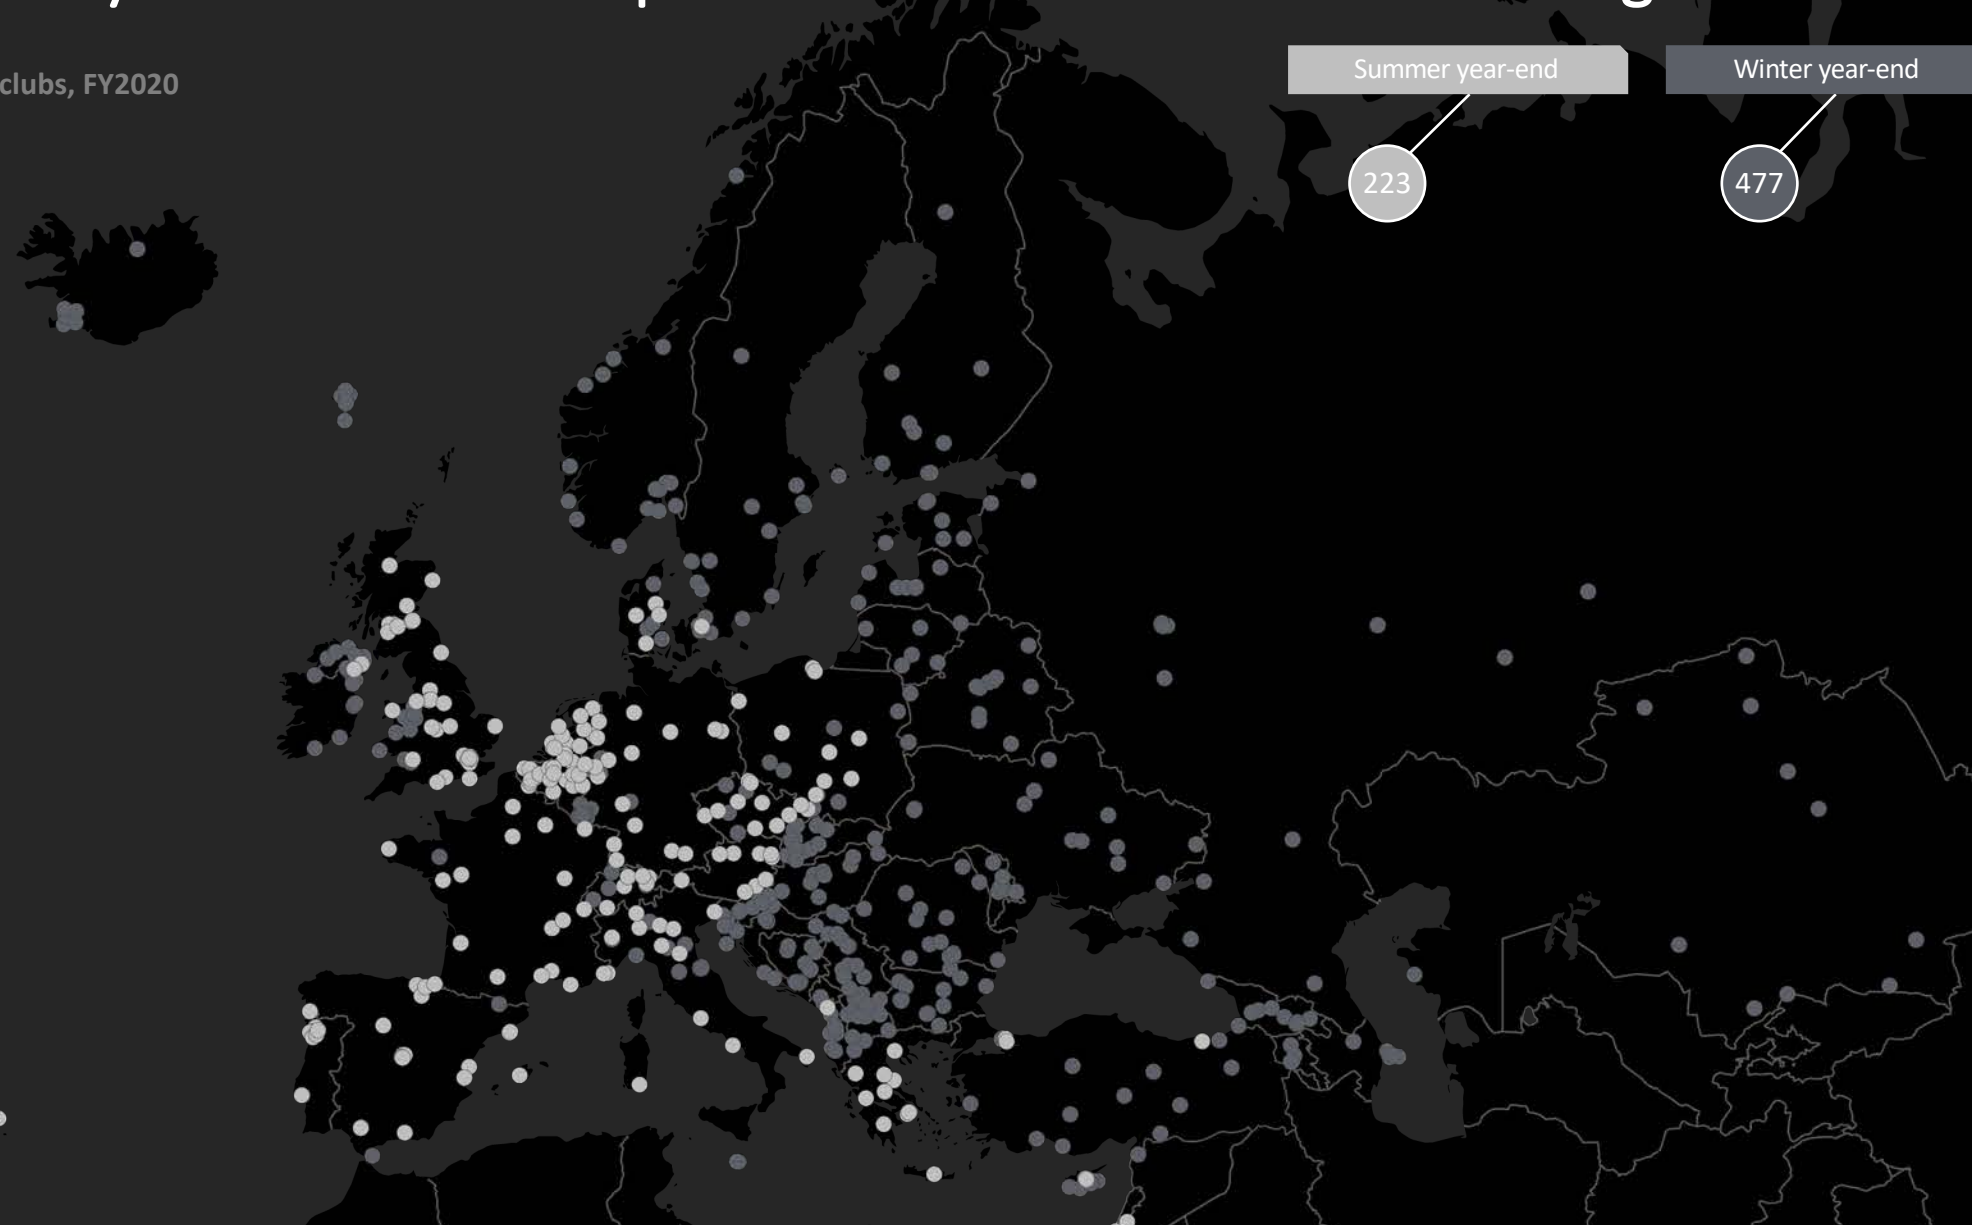 clubs, FY2020
Summer year-end
Winter year-end
223
477